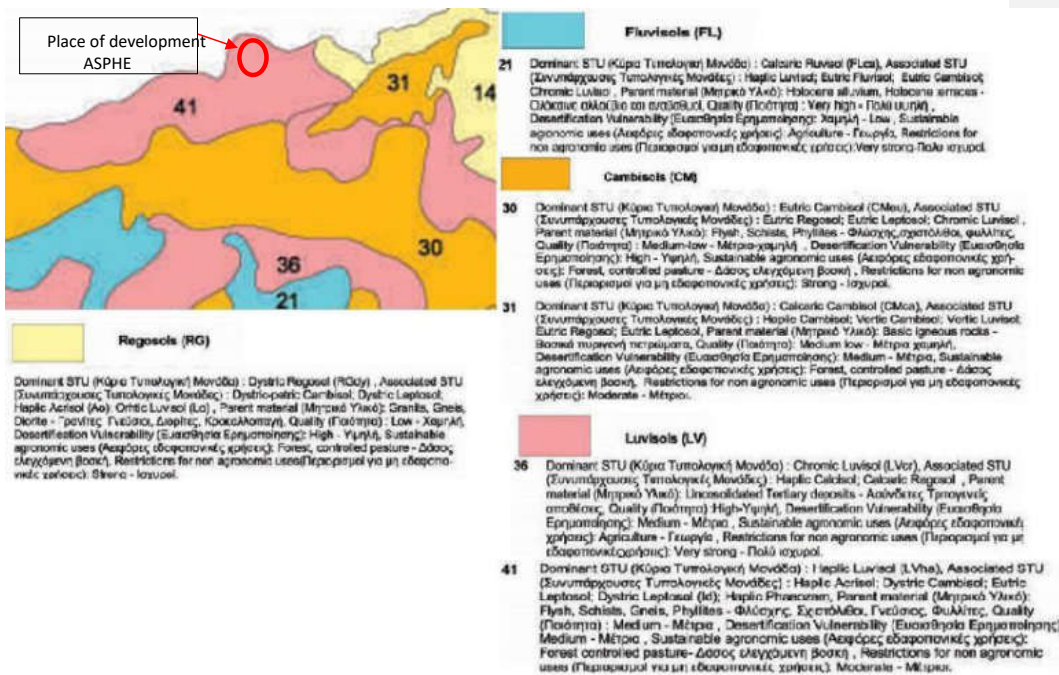 Place of development
ASPHE
31
41
14
30
36
21
Regosols (RG)
Dominant STU (Κύρια Τυπολογική Μονάδα) : Dystric Regosol (RGdy) , Associated STU
(Συνυπάρχουσες Τυπολογικές Μονάδες) : Dystric-petric Cambisol; Dystric Leptosol;
Haplic Acrisol (Ao) Orhtic Luvisol (Lo) , Parent material (Μητρικό Υλικό): Granits, Gneis,
Diorite - Γρανίτες Γνεύσιοι, Διορίτες, Κροκαλλοπαγή, Quality (Ποιότητα) : Low - Χαμηλή,
Desertification Vulnerability (Ευαισθησία Ερημοποίησης): High - Υψηλή, Sustainable
agronomic uses (Αειφόρες εδαφοπονικές χρήσεις): Forest, controlled pasture - Δάσος
ελεγχόμενη βοσκή, Restrictions for non agronomic uses(Περιορισμοί για μη εδαφοπο-
νικές χρήσεις): Strong - Ισχυροί.
Fluvisols (FL)
21 Dominant STU (Κύρια Τυπολογική Μονάδα) : Calcaric Fluvisol (FLca), Associated STU
(Συνυπάρχουσες Τυπολογικές Μονάδες) : Haplic Luvisol; Eutric Fluvisol; Eutric Cambisol;
Chromic Luvisol , Parent material (Μητρικό Υλικό): Holocene alluvium, Holocene terraces -
Ολόκαινο αλλούβιο και αναβαθμοί, Quality (Ποιότητα) : Very high - Πολύ υψηλή ,
Desertification Vulnerability (Ευαισθησία Ερημοποίησης): Χαμηλή - Low , Sustainable
agonomic uses (Αειφόρες εδαφοπονικές χρήσεις): Agriculture - Γεωργία, Restrictions for
non agronomic uses (Περιορισμοί για μη εδαφοπονικές χρήσεις):Very strong-Πολύ ισχυροί.
Cambisols (CM)
30 Dominant STU (Κύρια Τυπολογική Μονάδα) : Eutric Cambisol (CMeu), Associated STU
(Συνυπάρχουσες Τυπολογικές Μονάδες) : Eutric Regosol; Eutric Leptosol; Chromic Luvisol ,
Parent material (Μητρικό Υλικό): Flysh, Schists, Phyllites - Φλύσχης,σχιστόλιθοι, φυλλίτες,
Quality (Ποιότητα) : Medium-low - Μέτρια-χαμηλή , Desertification Vulnerability (Ευαισθησία
Ερημοποίησης): High - Υψηλή, Sustainable agronomic uses (Αειφόρες εδαφοπονικές χρή-
σεις): Forest, controlled pasture - Δάσος ελεγχόμενη βοσκή , Restrictions for non agronomic
uses (Περιορισμοί για μη εδαφοπονικές χρήσεις): Strong - Ισχυροί.
31 Dominant STU (Κύρια Τυπολογική Μονάδα) : Calcaric Cambisol (CMca), Associated STU
(Συνυπάρχουσες Τυπολογικές Μονάδες) : Haplic Cambisol; Vertic Cambisol; Vertic Luvisol;
Eutric Regosol; Eutric Leptosol, Parent material (Μητρικό Υλικό): Basic igneous rocks -
Βασικά πυριγενή πετρώματα, Quality (Ποιότητα) : Medium low - Μέτρια χαμηλή,
Desertification Vulnerability (Ευαισθησία Ερημοποίησης): Medium - Μέτρια, Sustainable
agronomic uses (Αειφόρες εδαφοπονικές χρήσεις): Forest, controlled pasture - Δάσος
ελεγχόμενη βοσκή, Restrictions for non agronomic uses (Περιορισμοί για μη εδαφοπονικές
χρήσεις): Moderate - Μέτριοι.
Luvisols (LV)
36 Dominant STU (Κύρια Τυπολογική Μονάδα) : Chromic Luvisol (LVcr), Associated STU
(Συνυπάρχουσες Τυπολογικές Μονάδες) : Haplic Calcisol; Calcaric Regosol , Parent
material (Μητρικό Υλικό): Uncosolidated Tertiary deposits - Ασύνδετες Τριτογενείς
αποθέσεις, Quality (Ποιότητα) :High-Υψηλή, Desertification Vulnerability (Ευαισθησία
Ερημοποίησης): Medium - Μέτρια , Sustainable agronomic uses (Αειφόρες εδαφοπονικές
χρήσεις): Agriculture - Γεωργία , Restrictions for non agronomic uses (Περιορισμοί για μη
εδαφοπονικές χρήσεις): Very strong - Πολύ ισχυροί.
41 Dominant STU (Κύρια Τυπολογική Μονάδα) : Haplic Luvisol (LVha), Associated STU
(Συνυπάρχουσες Τυπολογικές Μονάδες) : Haplic Acrisol; Dystric Cambisol; Eutric
Leptosol; Dystric Leptosol (Id); Haplic Phaeozem, Parent material (Μητρικό Υλικό):
Flysh, Schists, Gneis, Phyllites - Φλύσχης, Σχιστόλιθοι, Γνεύσιος, Φυλλίτες, Quality
(Ποιότητα) : Medium - Μέτρια , Desertification Vulnerability (Ευαισθησία Ερημοποίησης)
Medium - Μέτρια , Sustainable agronomic uses (Αειφόρες εδαφοπονικές χρήσεις):
Forest controlled pasture- Δάσος ελεγχόμενη βοσκή , Restrictions for non agronomic
uses (Περιορισμοί για μη εδαφοπονικές χρήσεις): Moderate - Μέτριοι.